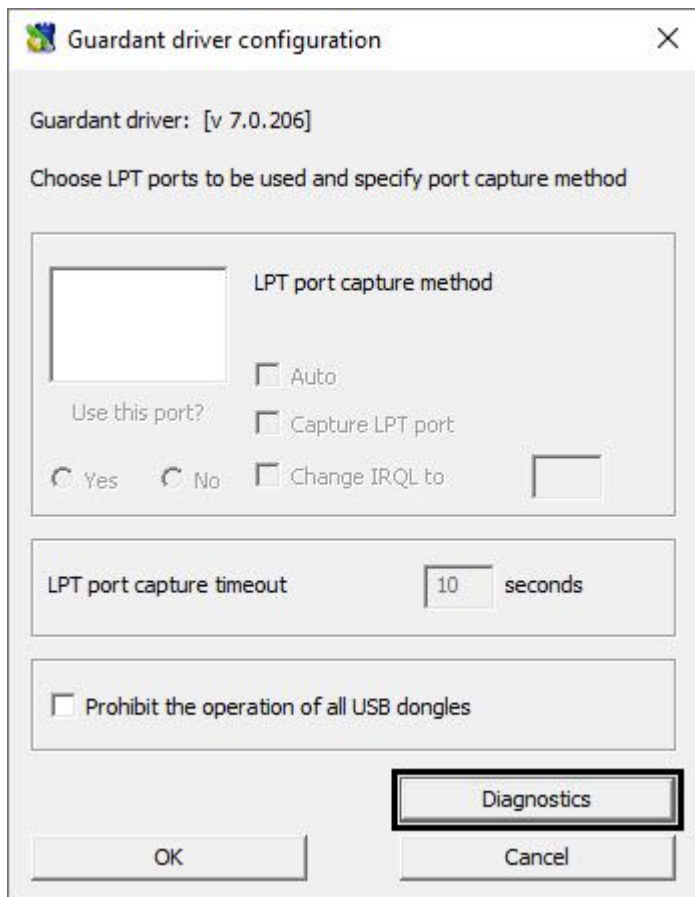 Guardant driver configuration
Guardant driver: [v 7.0.206]
Choose LPT ports to be used and specify port capture method
LPT port capture method
Auto
Use this port?
Capture LPT port
Yes No Change IRQL to
LPT port capture timeout 10 seconds
Prohibit the operation of all USB dongles
Diagnostics
OK Cancel